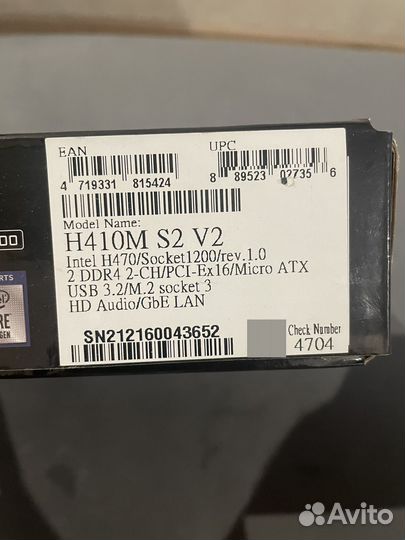 EAN
UPC
4 719331 815424
8 89523 02735 6
Model Name:
H410M S2 V2
Intel H470/Socket1200/rev.1.0
2 DDR4 2-CH/PCI-Ex16/Micro ATX
USB 3.2/M.2 socket 3
HD Audio/GbE LAN
SN212160043652
Check Number
4704
Avito